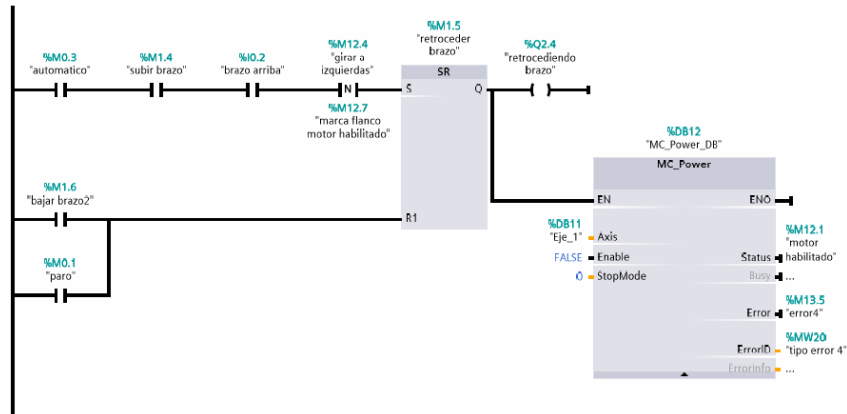 %M1.5
"retroceder
brazo"
%M0.3
"automatico"
%M1.4
"subir brazo"
%I0.2
"brazo arriba"
%M12.4
"girar a
izquierdas"
N
%M12.7
"marca flanco
motor habilitado"
SR
S
Q
R1
%Q2.4
"retrocediendo
brazo"
%M1.6
"bajar brazo2"
%M0.1
"paro"
%DB12
"MC_Power_DB"
MC_Power
EN
ENO
%DB11
"Eje_1"
Axis
FALSE
Enable
0
StopMode
Status
%M12.1
"motor
habilitado"
Busy
...
Error
%M13.5
"error4"
ErrorID
%MW20
"tipo error 4"
ErrorInfo
...